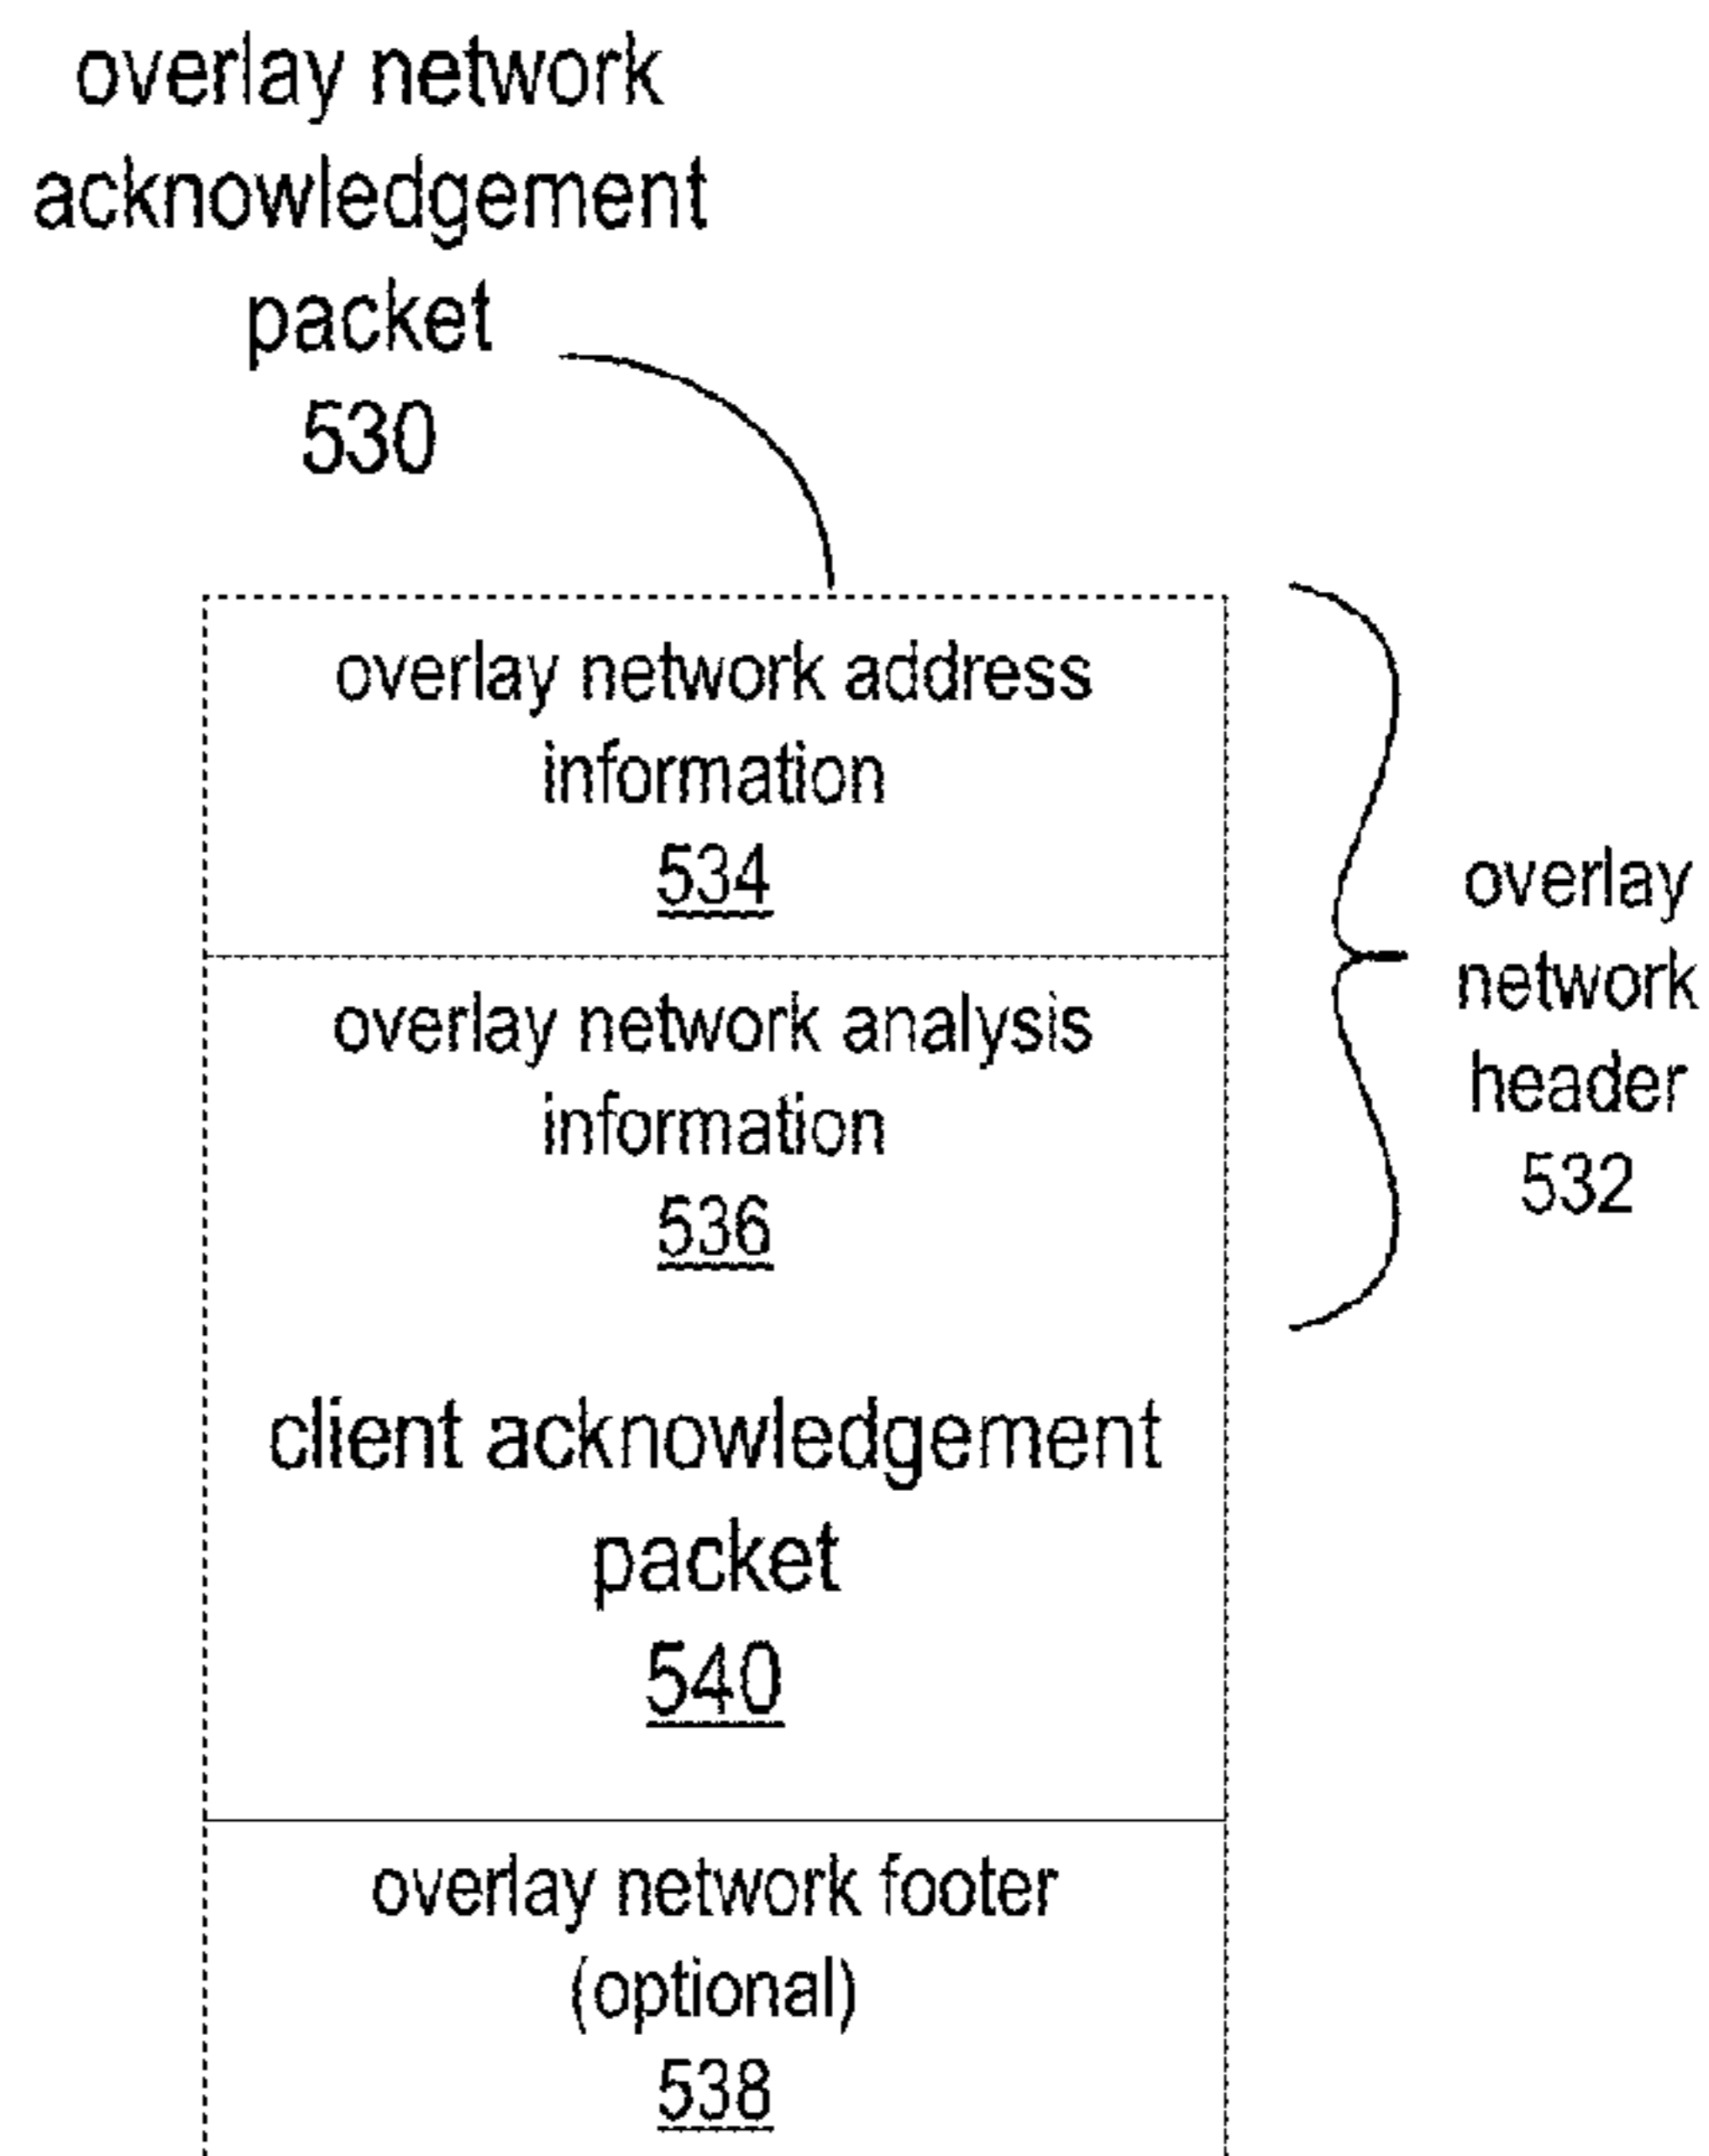 overlay network
acknowledgement
packet
530
overlay network address
information
534
overlay network analysis
information
536
overlay
network
header
532
client acknowledgement
packet
540
overlay network footer
(optional)
538